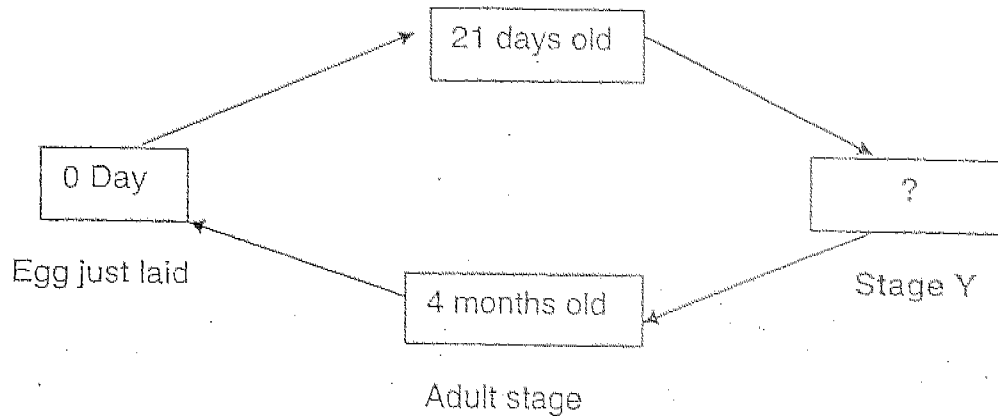 21 days old
0 Day
?
Egg just laid
Stage Y
4 months old
Adult stage